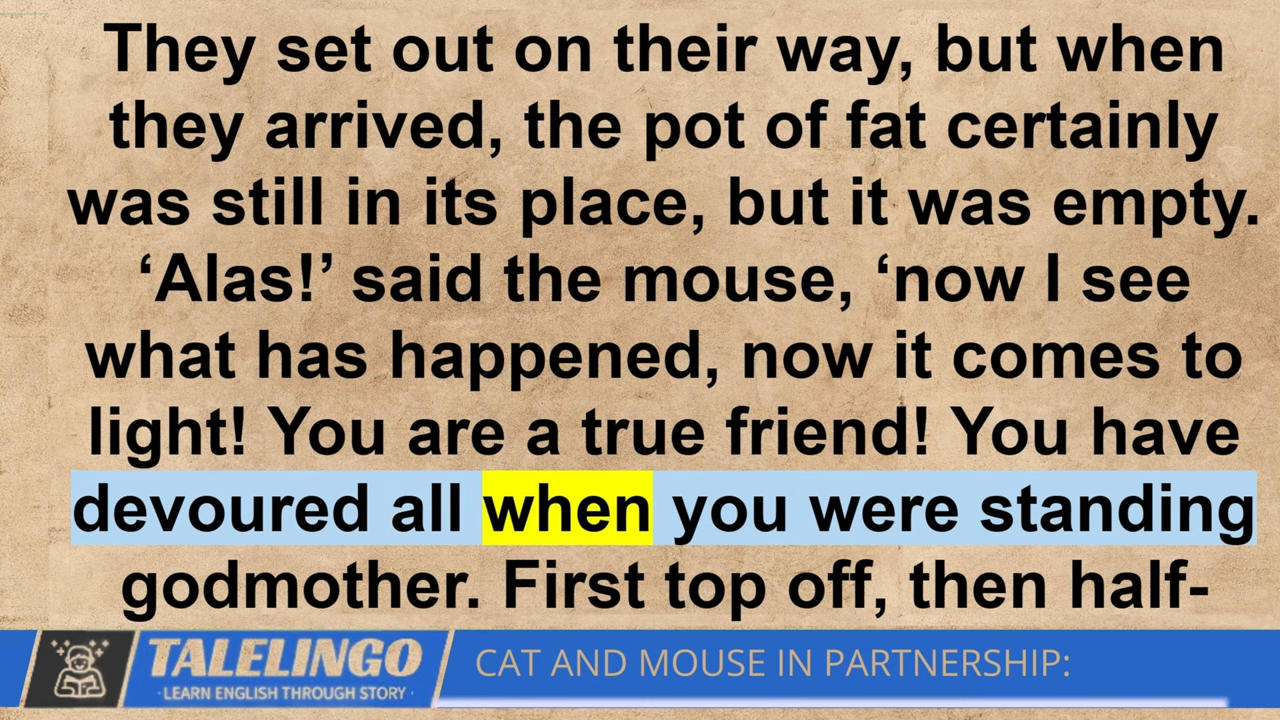 They set out on their way, but when
they arrived, the pot of fat certainly
was still in its place, but it was empty.
‘Alas!’ said the mouse, ‘now I see
what has happened, now it comes to
light! You are a true friend! You have
devoured all when you were standing
godmother. First top off, then half-
TALELINGO
· LEARN ENGLISH THROUGH STORY ·
CAT AND MOUSE IN PARTNERSHIP: